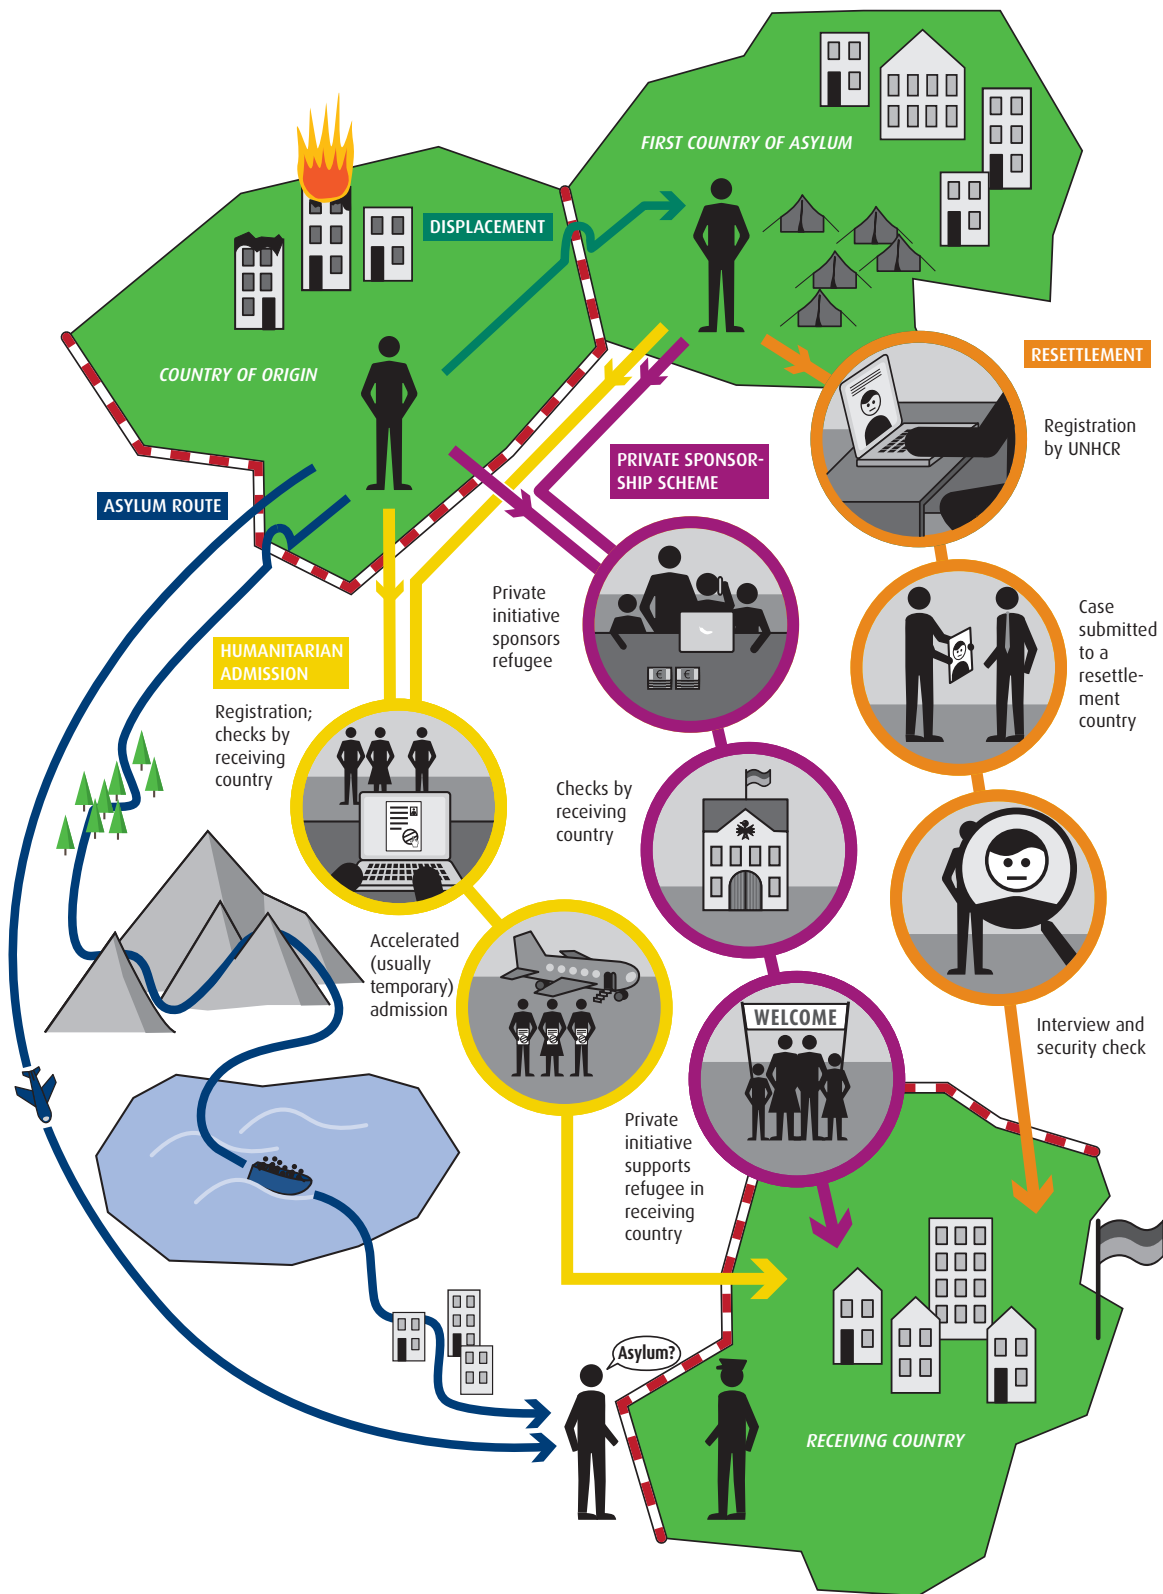 FIRST COUNTRY OF ASYLUM
DISPLACEMENT
COUNTRY OF ORIGIN
RESETTLEMENT
Registration
by UNHCR
PRIVATE SPONSOR-
SHIP SCHEME
ASYLUM ROUTE
Private
initiative
sponsors
refugee
€
€
Case
submitted
to a
resettle-
ment
country
HUMANITARIAN
ADMISSION
Registration;
checks by
receiving
country
Checks by
receiving
country
Accelerated
(usually
temporary)
admission
WELCOME
Interview and
security check
Private
initiative
supports
refugee in
receiving
country
Asylum?
RECEIVING COUNTRY